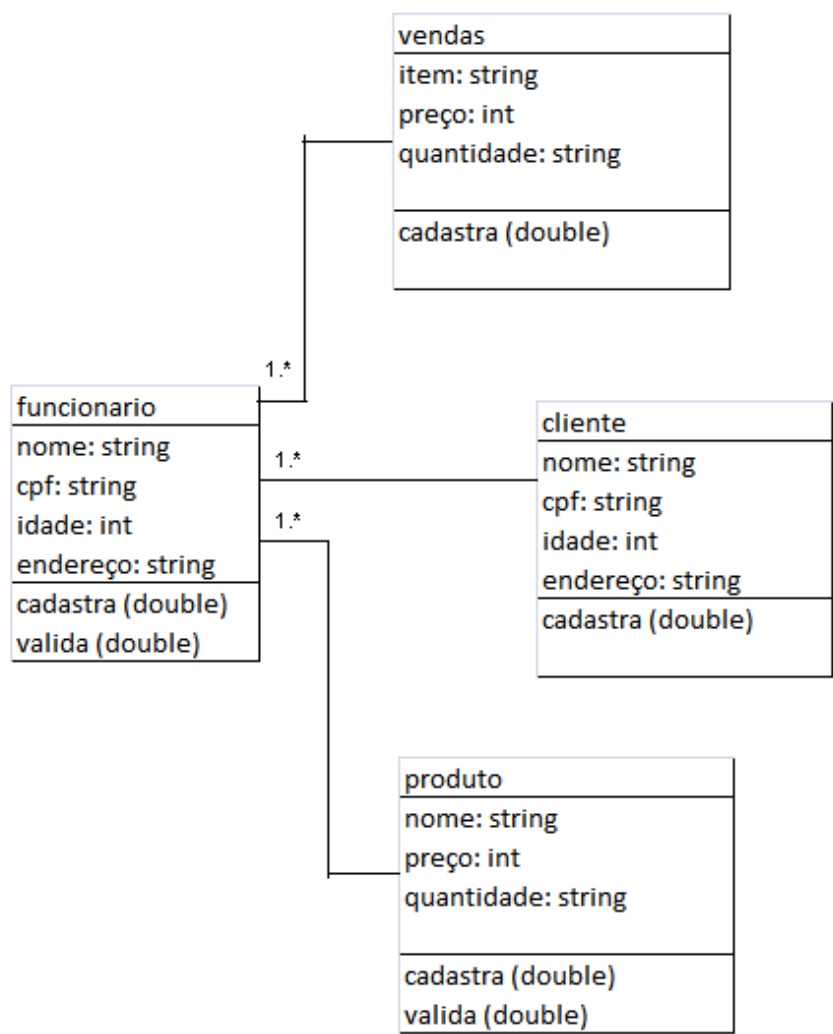 vendas
item: string
preço: int
quantidade: string
cadastra (double)
1.*
funcionario
nome: string
cpf: string
idade: int
endereço: string
cadastra (double)
valida (double)
1.*
1.*
cliente
nome: string
cpf: string
idade: int
endereço: string
cadastra (double)
produto
nome: string
preço: int
quantidade: string
cadastra (double)
valida (double)